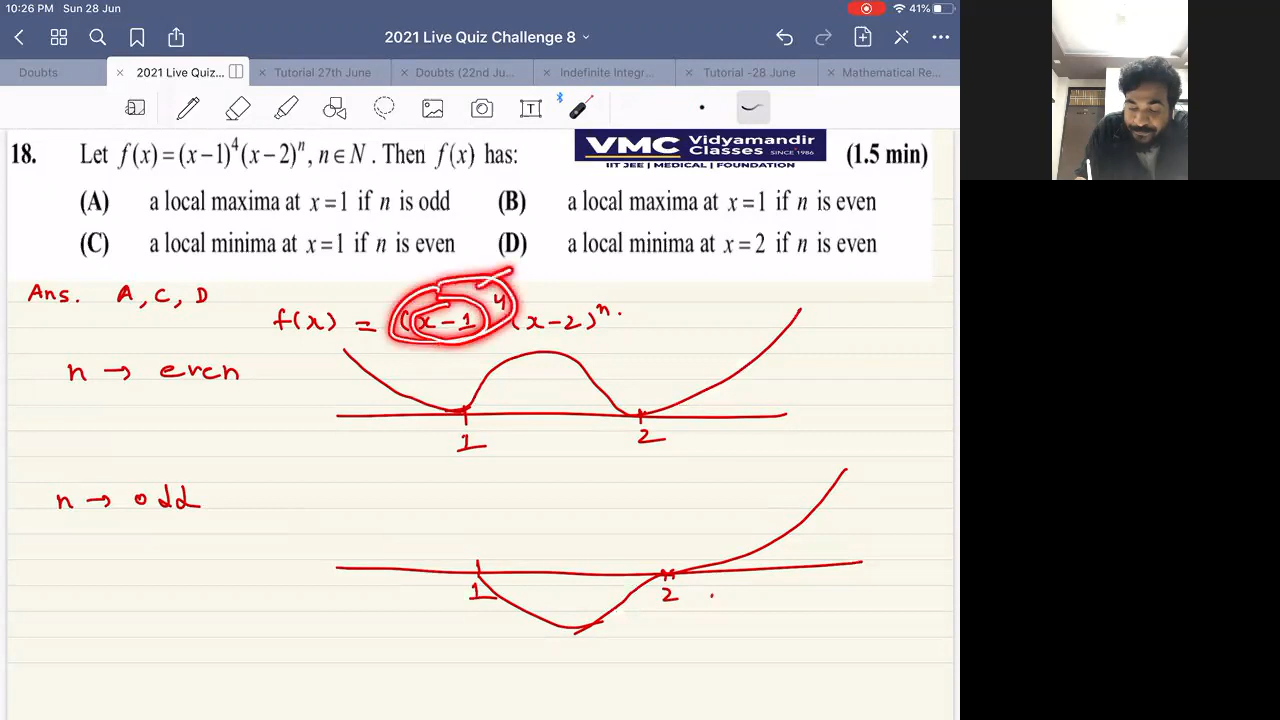 10:26 PM Sun 28 Jun
41%
2021 Live Quiz Challenge 8
Doubts
2021 Live Quiz...
Tutorial 27th June
Doubts (22nd Ju...
Indefinite Integr...
Tutorial -28 June
Mathematical Re...
18. Let f(x) = (x−1)⁴(x−2)ⁿ, n∈N. Then f(x) has: (1.5 min)
VMC Vidyamandir Classes SINCE 1986
IIT JEE | MEDICAL | FOUNDATION
(A) a local maxima at x=1 if n is odd (B) a local maxima at x=1 if n is even
(C) a local minima at x=1 if n is even (D) a local minima at x=2 if n is even
Ans. A, C, D
f(x) = (x-1)⁴ (x-2)ⁿ.
n → even
1 2
n → odd
1 2